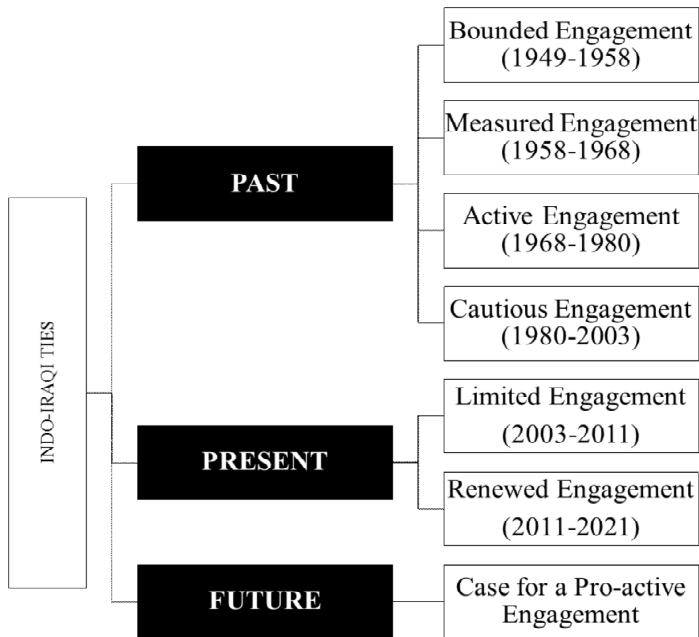 INDO-IRAQI TIES
PAST
Bounded Engagement
(1949-1958)
Measured Engagement
(1958-1968)
Active Engagement
(1968-1980)
Cautious Engagement
(1980-2003)
PRESENT
Limited Engagement
(2003-2011)
Renewed Engagement
(2011-2021)
FUTURE
Case for a Pro-active
Engagement